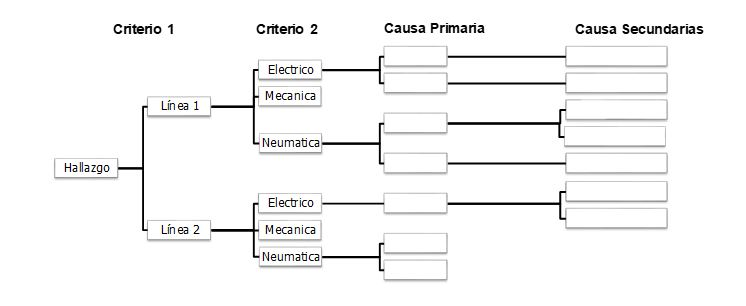 Criterio 1
Criterio 2
Causa Primaria
Causa Secundarias
Hallazgo
Línea 1
Electrico
Mecanica
Neumatica
Línea 2
Electrico
Mecanica
Neumatica